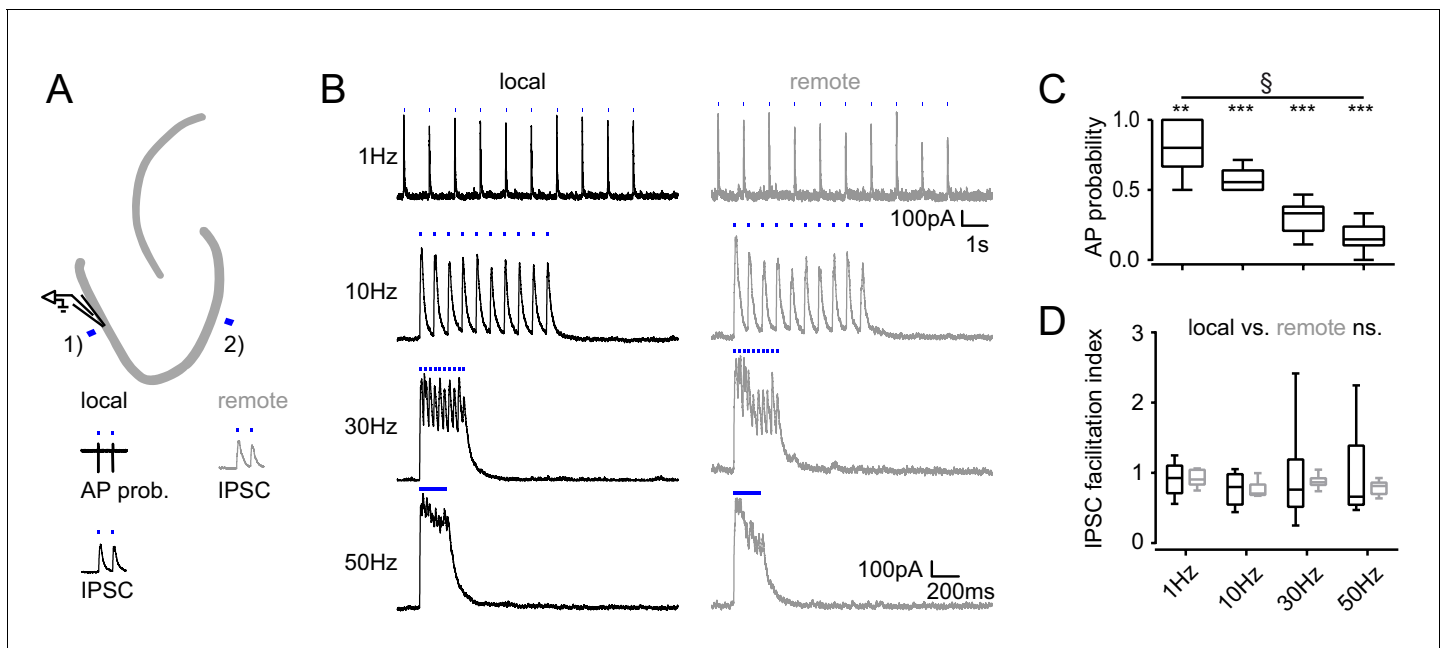 A
1)
2)
local
remote
AP prob.
IPSC
IPSC
B
local
remote
1Hz
100pA
1s
10Hz
30Hz
50Hz
100pA
200ms
C
§
** *** *** ***
AP probability
1.0
0.5
0.0
D
local vs. remote ns.
IPSC facilitation index
3
2
1
0
1Hz
10Hz
30Hz
50Hz